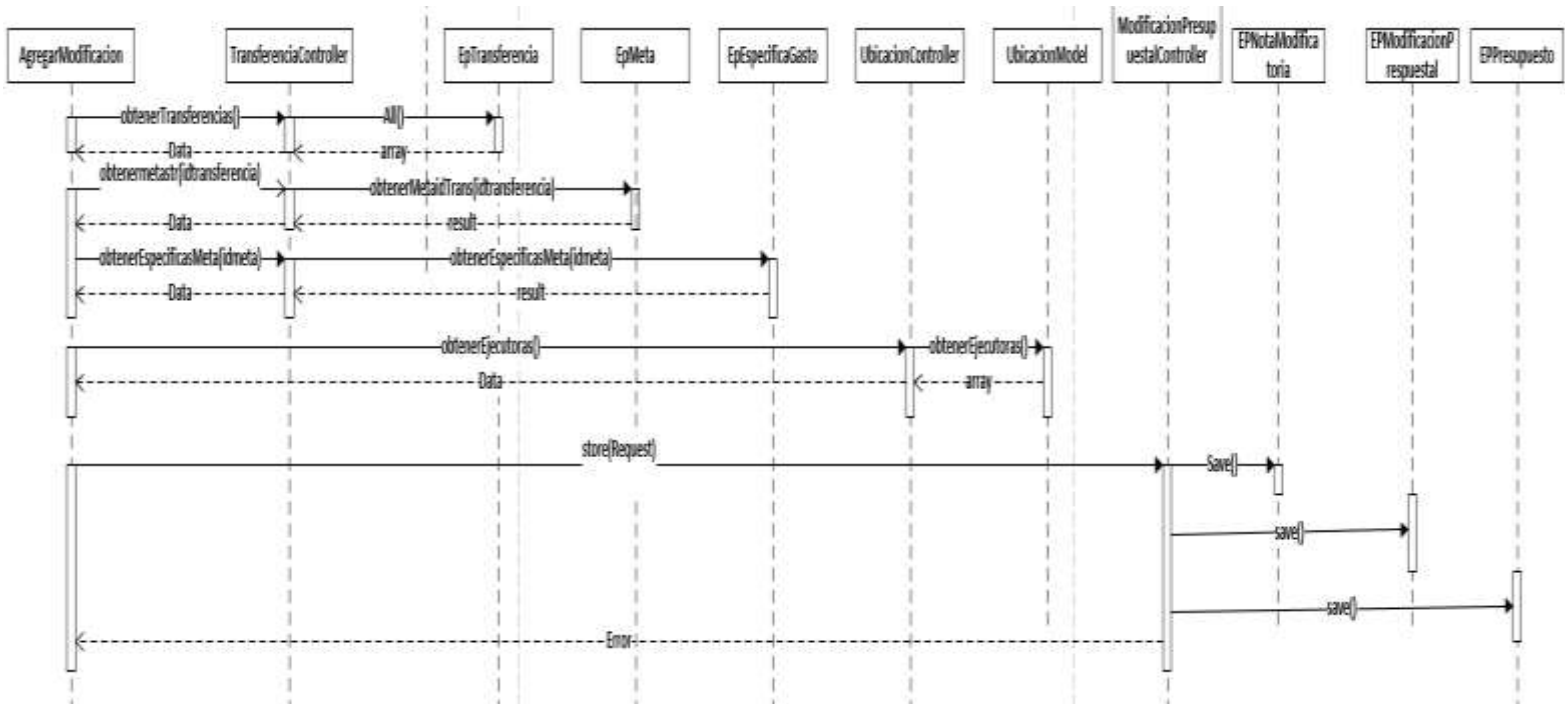 AgregarModificacion
TransferenciaController
EpTransferencia
EpMeta
EpEspecificaGasto
UbicacionController
UbicacionModel
ModificacionPresup
uestalController
EPNotaModifica
toria
EPModificacionP
respuestal
EPPresupuesto
obtenerTransferencias()
All()
Data
array
obtenermetastr(idtransferencia)
obtenerMetaidTrans(idtransferencia)
Data
result
obtenerEspecificasMeta(idmeta)
obtenerEspecificasMeta(idmeta)
Data
result
obtenerEjecutoras()
obtenerEjecutoras()
Data
array
store(Request)
Save()
save()
save()
Error